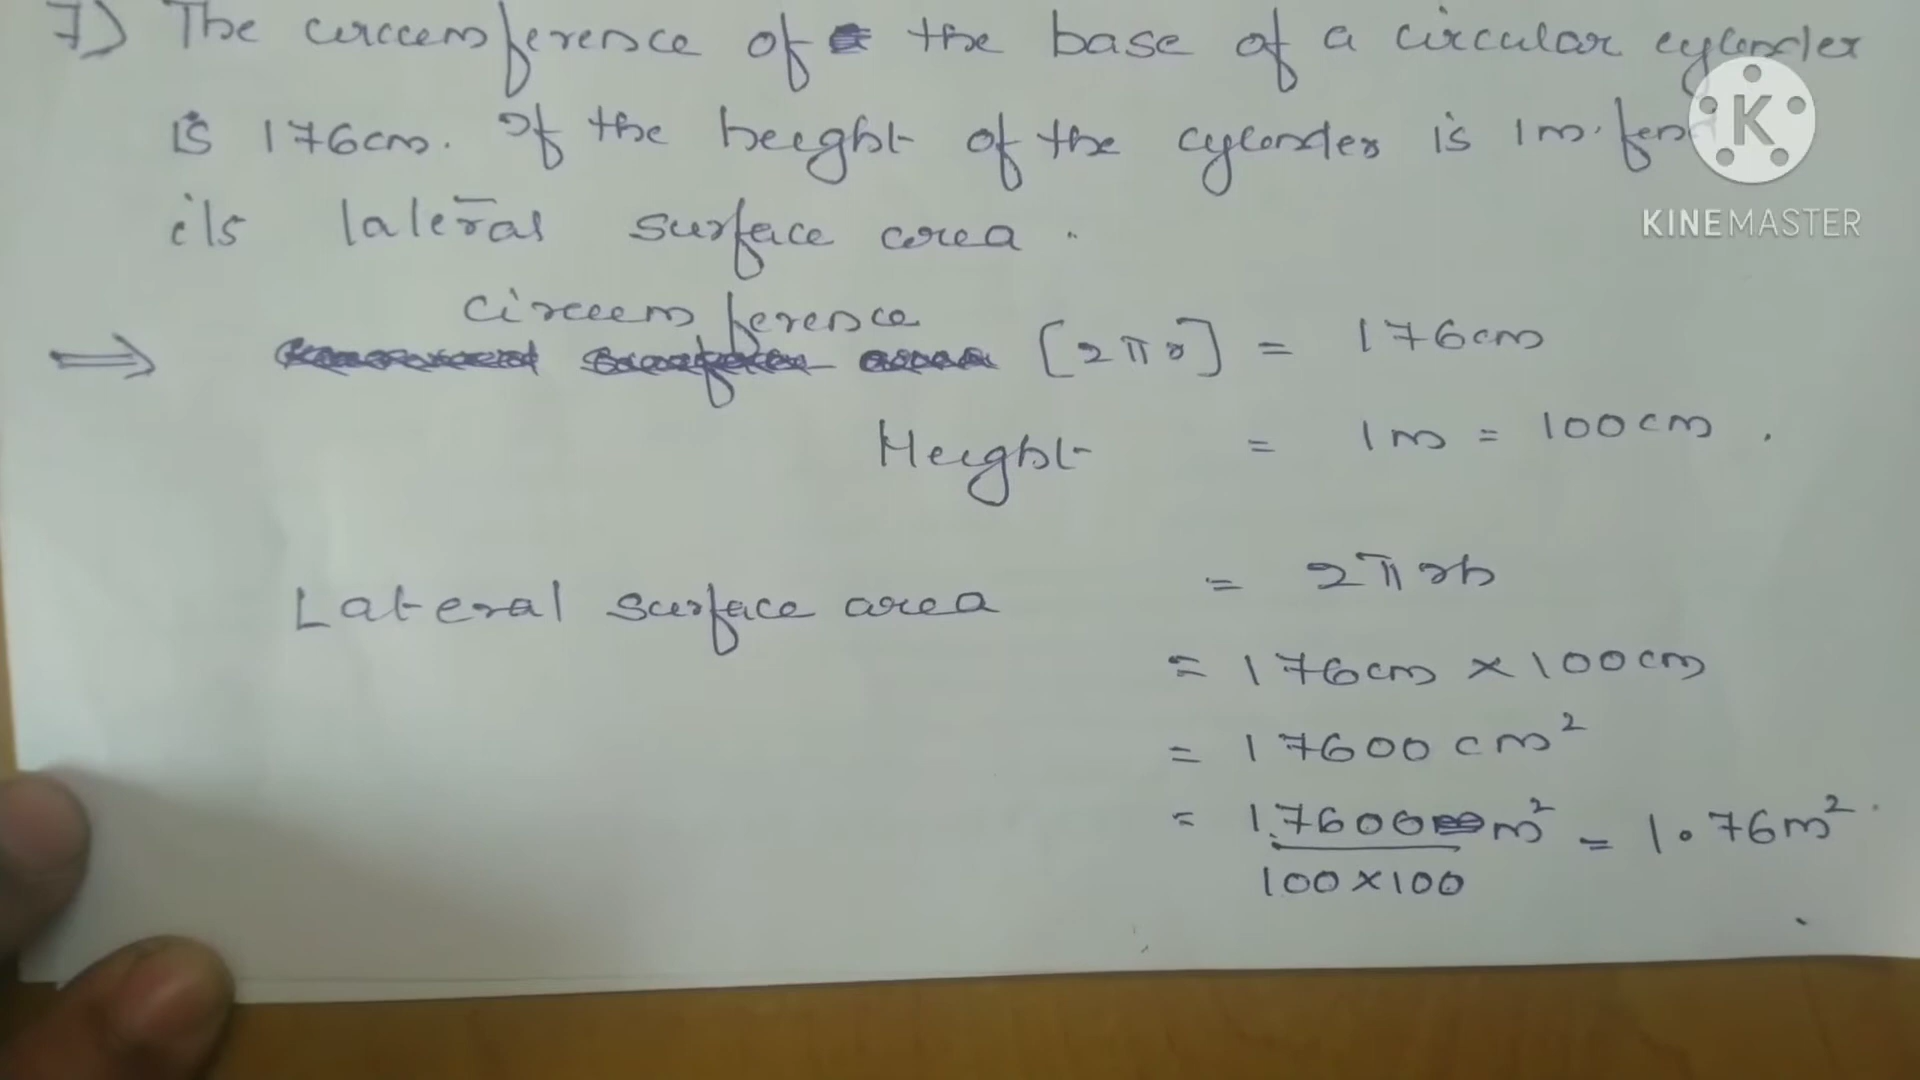 7) The circumference of the base of a circular cylinder
is 176cm. If the height of the cylinder is 1m. find
its lateral surface area.
KINEMASTER
circumference
⇒ [2πr] = 176cm
Height = 1m = 100cm.
Lateral surface area = 2πrh
= 176cm × 100cm
= 17600 cm²
= 17600 m² / 100×100 = 1.76m².